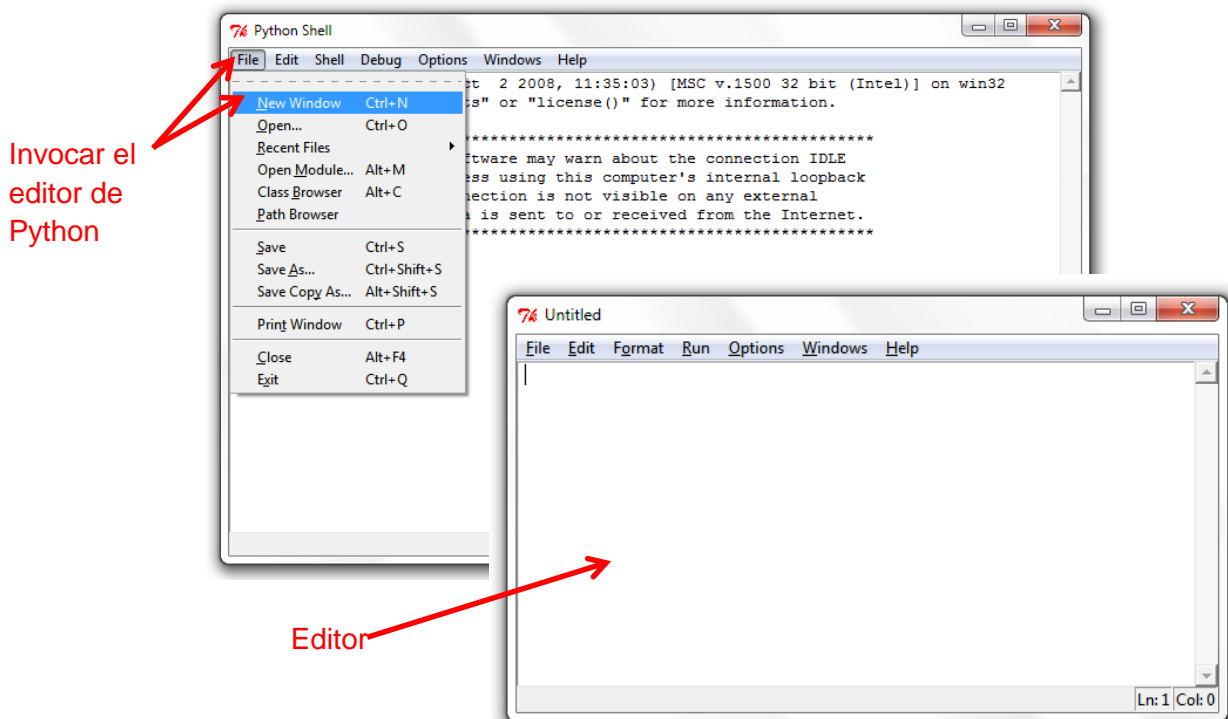 Python Shell
File Edit Shell Debug Options Windows Help
2 2008, 11:35:03) [MSC v.1500 32 bit (Intel)] on win32
New Window Ctrl+N
" or "license()" for more information.
Open... Ctrl+O
********************************************
Recent Files
may warn about the connection IDLE
Open Module... Alt+M
using this computer's internal loopback
Class Browser Alt+C
is not visible on any external
Path Browser
is sent to or received from the Internet.
********************************************
Save Ctrl+S
Save As... Ctrl+Shift+S
Save Copy As... Alt+Shift+S
Print Window Ctrl+P
Close Alt+F4
Exit Ctrl+Q
Invocar el
editor de
Python
Untitled
File Edit Format Run Options Windows Help
Ln: 1 Col: 0
Editor